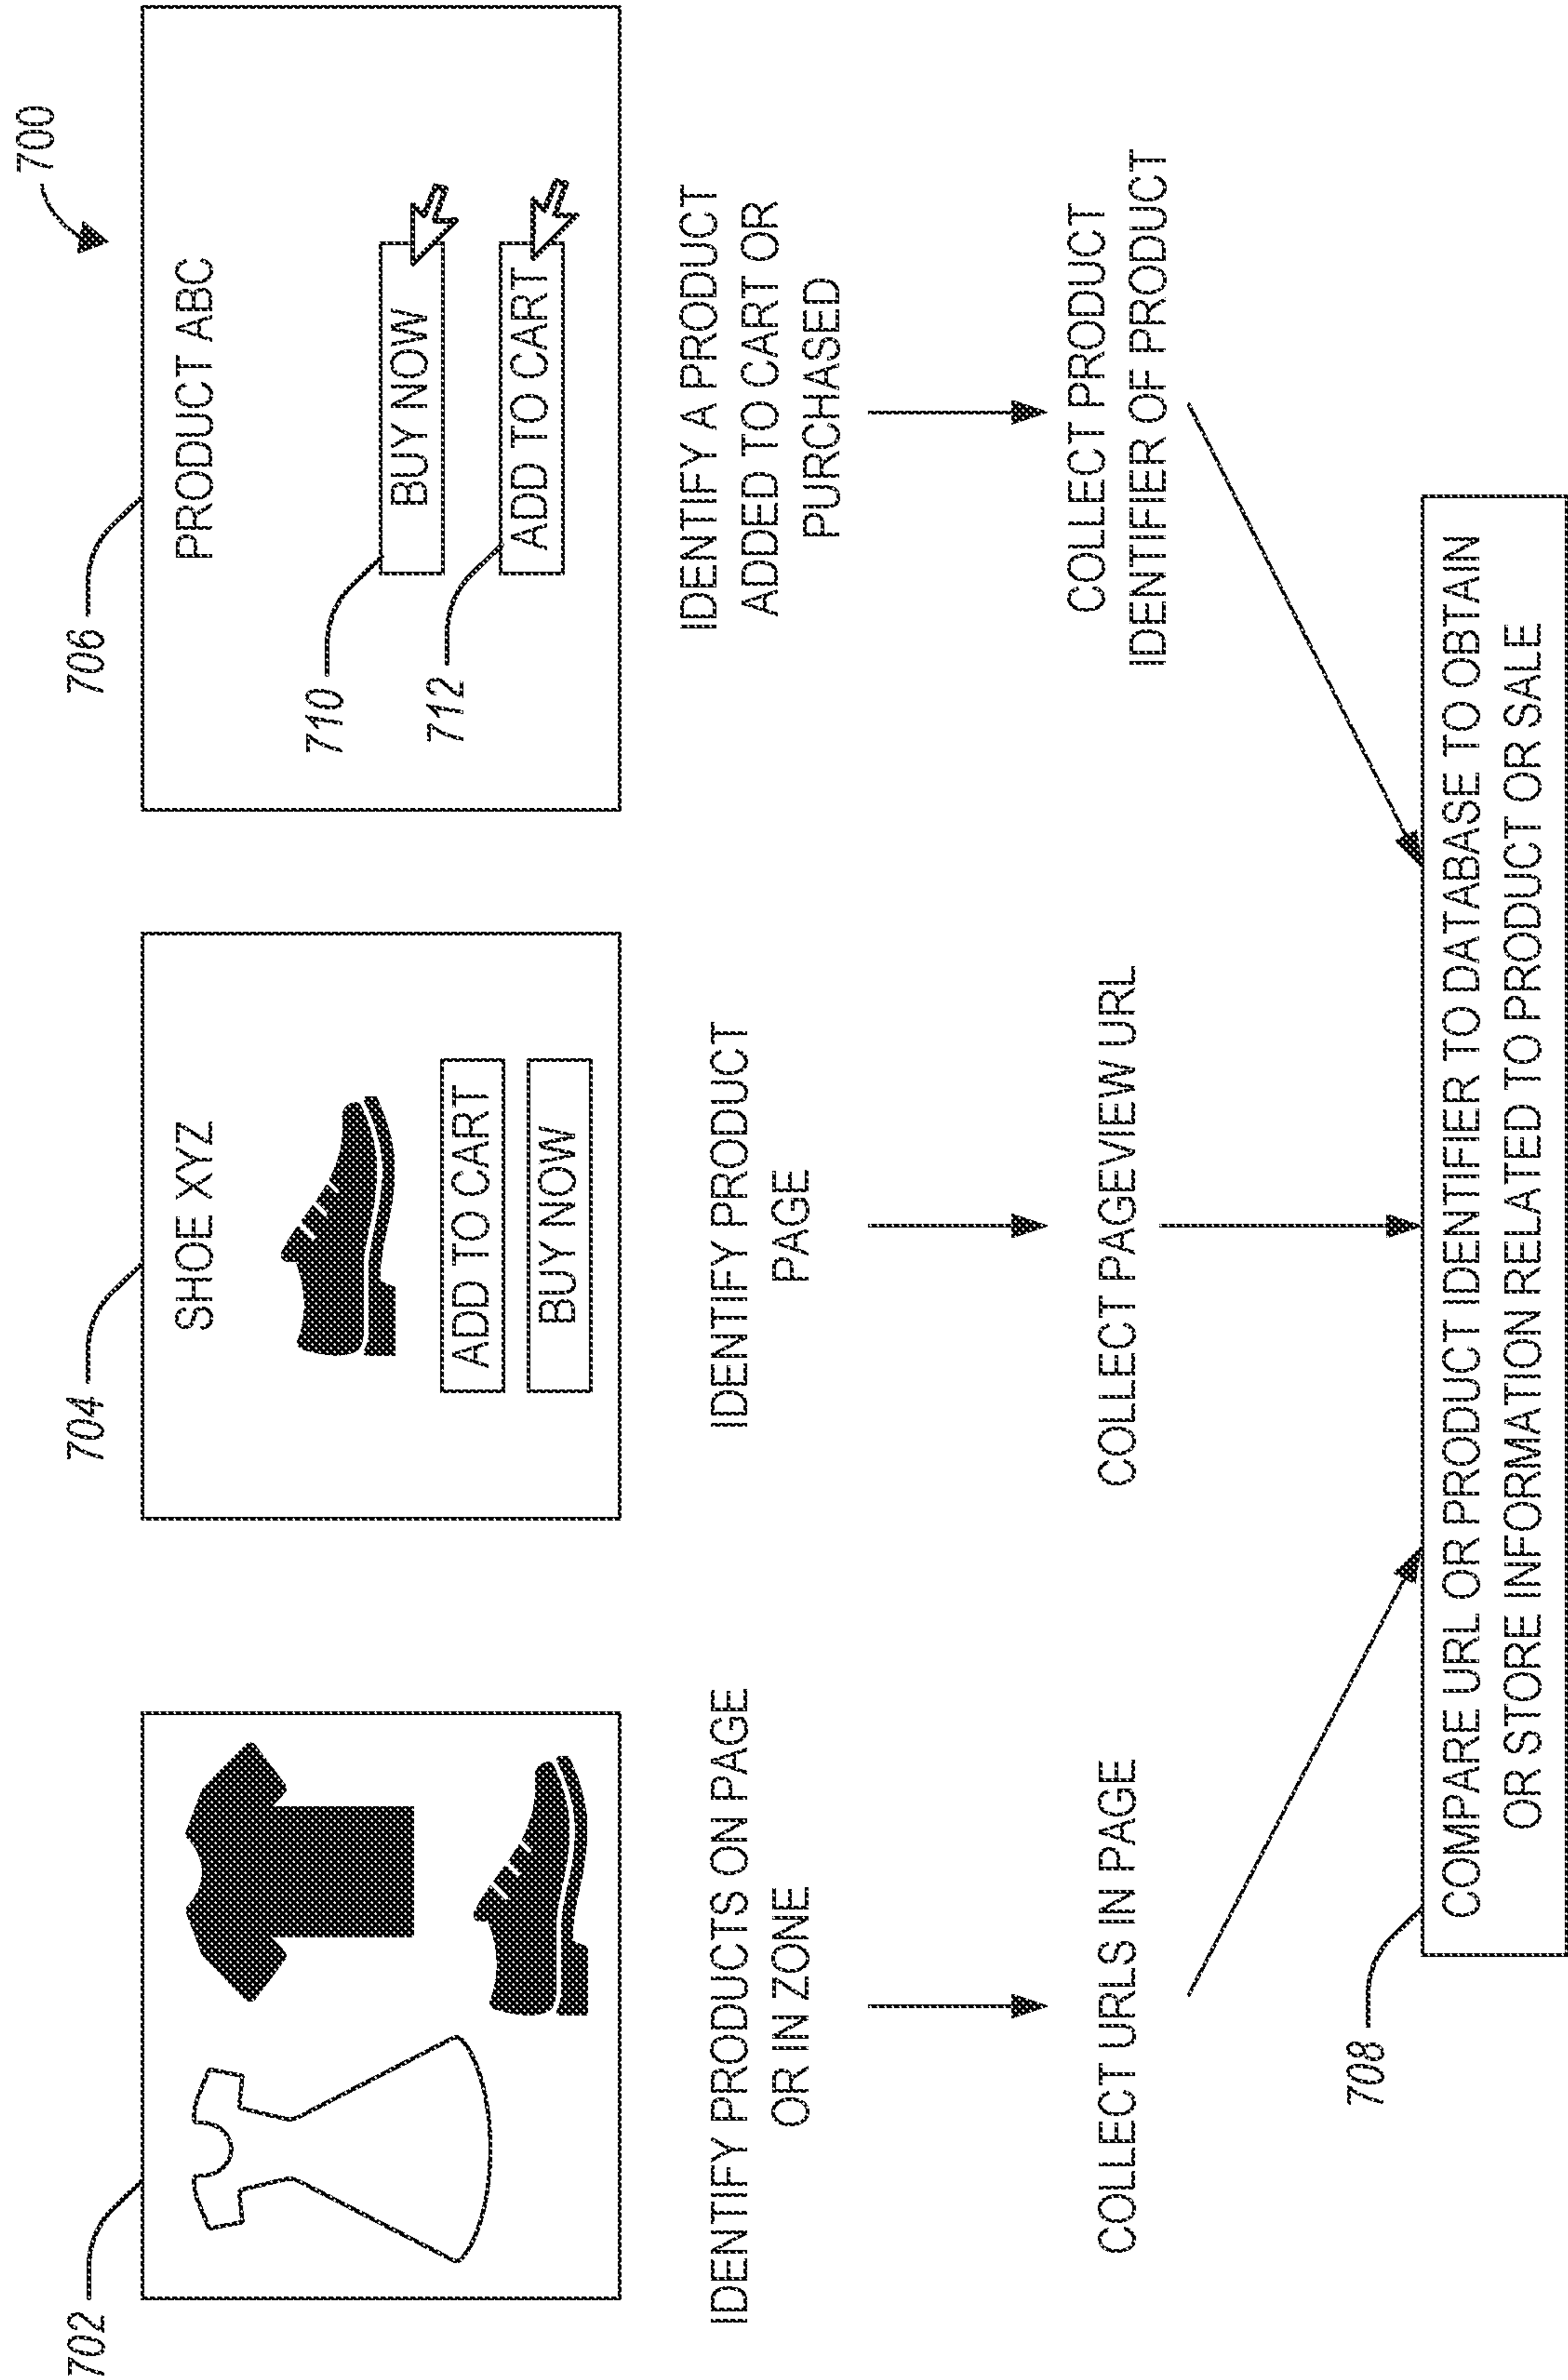 700
702
704
SHOE XYZ
ADD TO CART
BUY NOW
706
PRODUCT ABC
710
BUY NOW
712
ADD TO CART
IDENTIFY PRODUCTS ON PAGE
OR IN ZONE
IDENTIFY PRODUCT
PAGE
IDENTIFY A PRODUCT
ADDED TO CART OR
PURCHASED
COLLECT URLS IN PAGE
COLLECT PAGEVIEW URL
COLLECT PRODUCT
IDENTIFIER OF PRODUCT
708
COMPARE URL OR PRODUCT IDENTIFIER TO DATABASE TO OBTAIN
OR STORE INFORMATION RELATED TO PRODUCT OR SALE